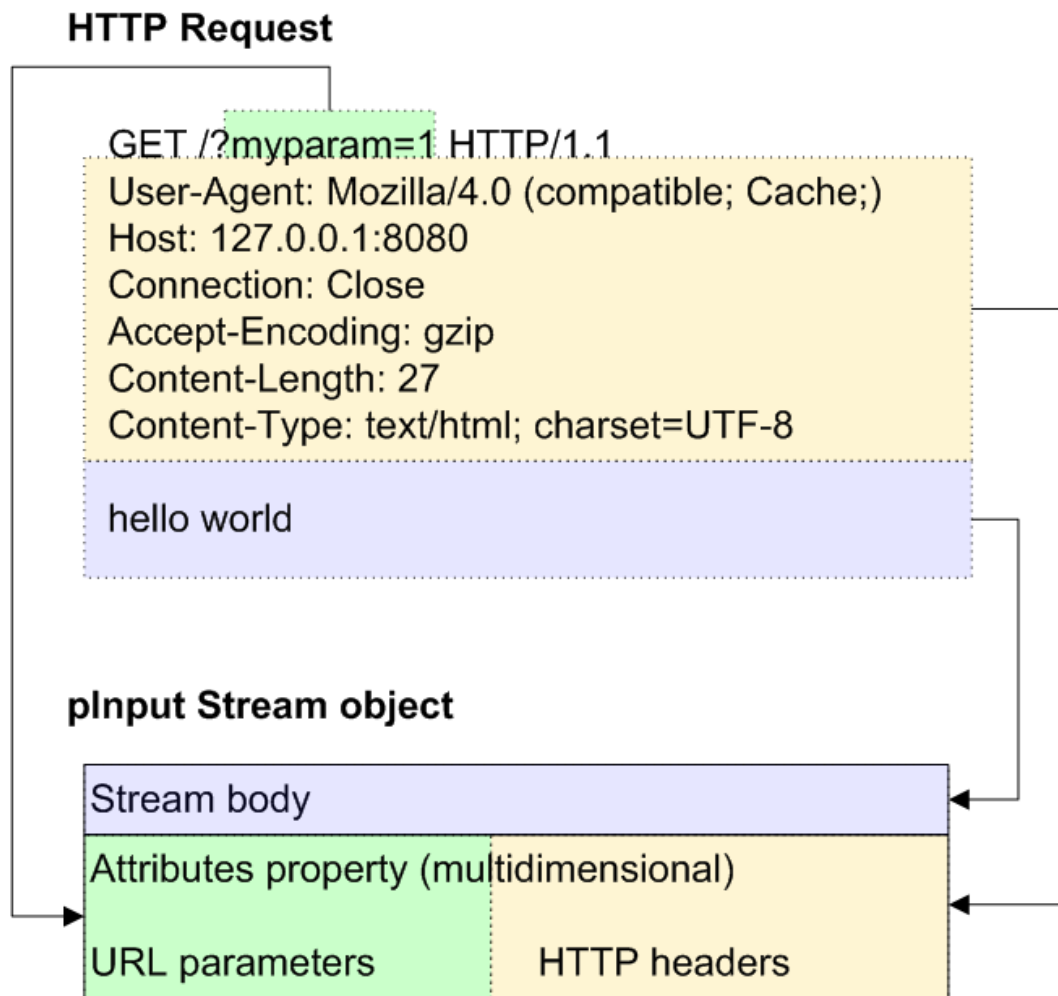 HTTP Request
GET /?myparam=1 HTTP/1.1
User-Agent: Mozilla/4.0 (compatible; Cache;)
Host: 127.0.0.1:8080
Connection: Close
Accept-Encoding: gzip
Content-Length: 27
Content-Type: text/html; charset=UTF-8
hello world
pInput Stream object
Stream body
Attributes property (multidimensional)
URL parameters HTTP headers